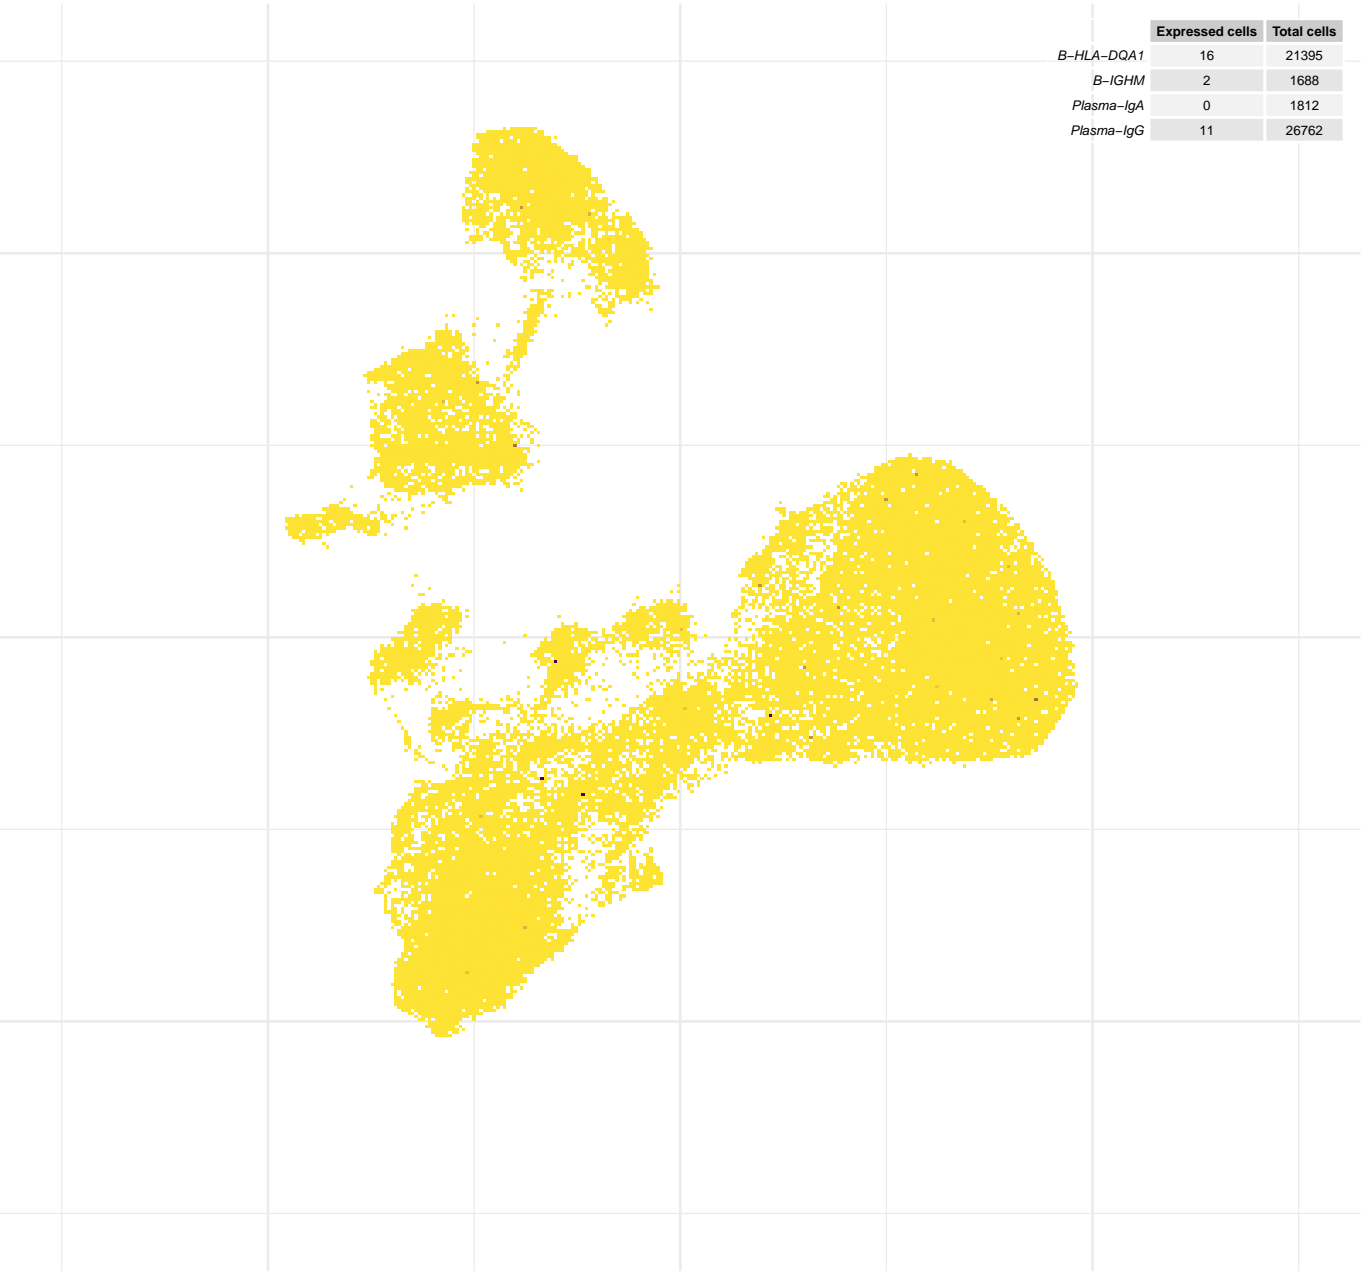 Expressed cells Total cells
B−HLA−DQA1 16 21395
B−IGHM 2 1688
Plasma−IgA 0 1812
Plasma−IgG 11 26762